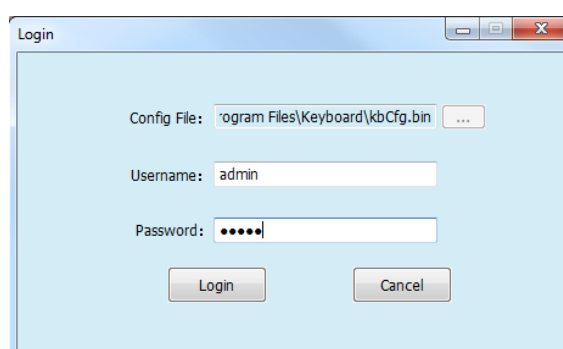 Login
Config File: rogram Files\Keyboard\kbCfg.bin ...
Username: admin
Password: •••••
Login Cancel